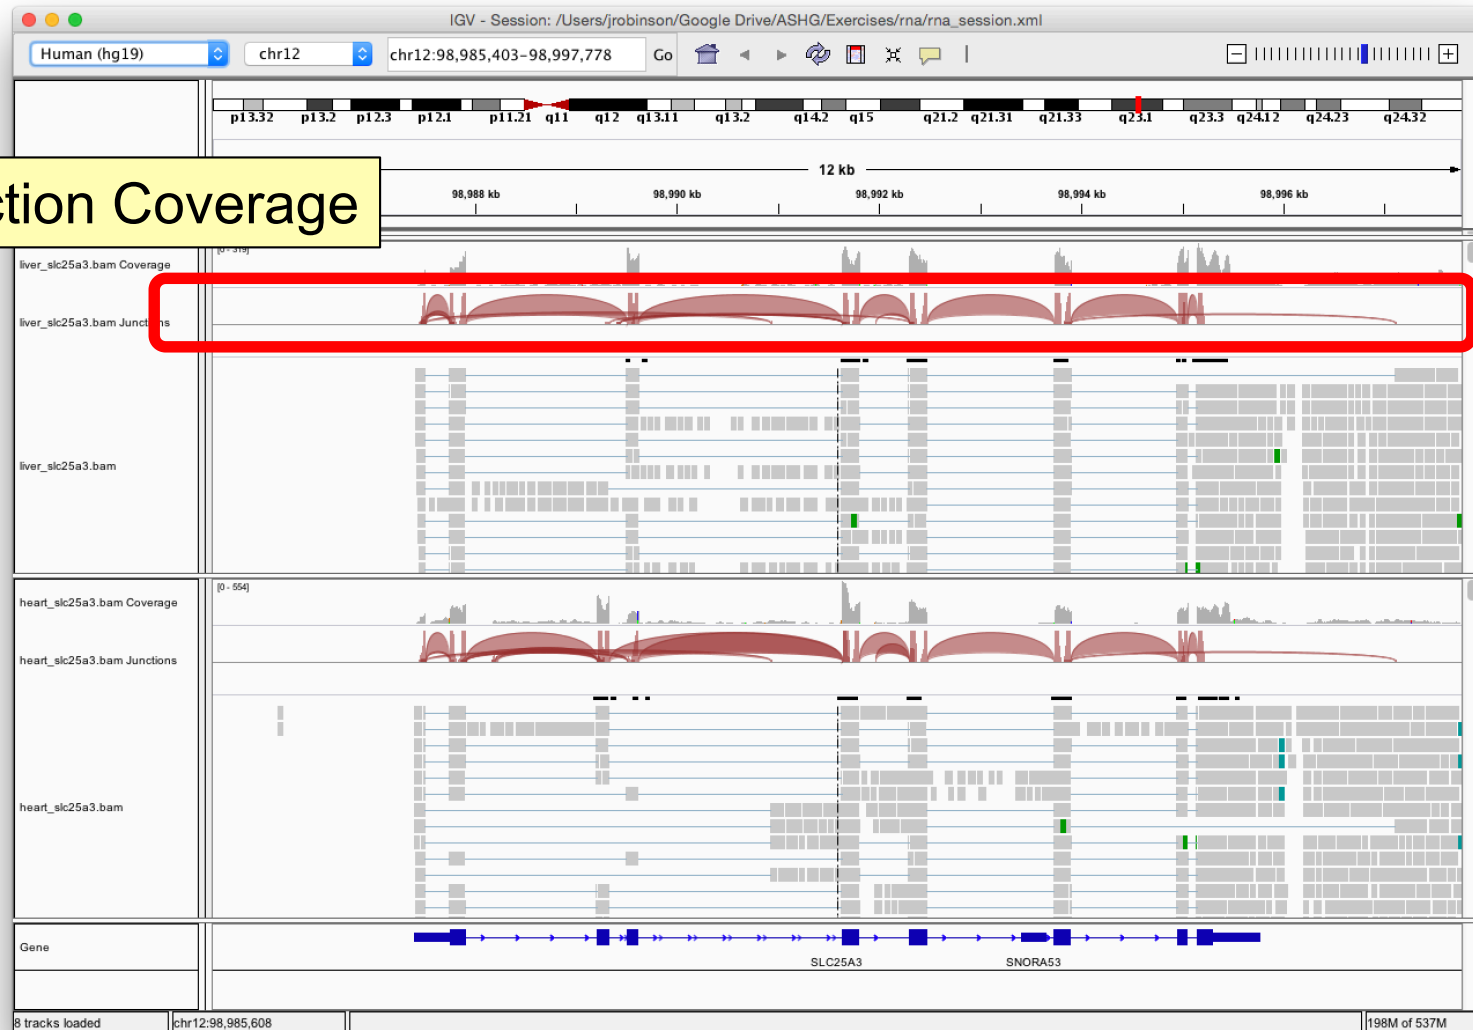 IGV - Session: /Users/jrobinson/Google Drive/ASHG/Exercises/rna/rna_session.xml
Human (hg19) chr12 chr12:98,985,403-98,997,778 Go
p13.32 p13.2 p12.3 p12.1 p11.21 q11 q12 q13.11 q13.2 q14.2 q15 q21.2 q21.31 q21.33 q23.1 q23.3 q24.12 q24.23 q24.32
12 kb
98,988 kb 98,990 kb 98,992 kb 98,994 kb 98,996 kb
ction Coverage
[0 - 319]
liver_slc25a3.bam Coverage
liver_slc25a3.bam Junctions
liver_slc25a3.bam
[0 - 554]
heart_slc25a3.bam Coverage
heart_slc25a3.bam Junctions
heart_slc25a3.bam
Gene
SLC25A3 SNORA53
8 tracks loaded chr12:98,985,608 198M of 537M